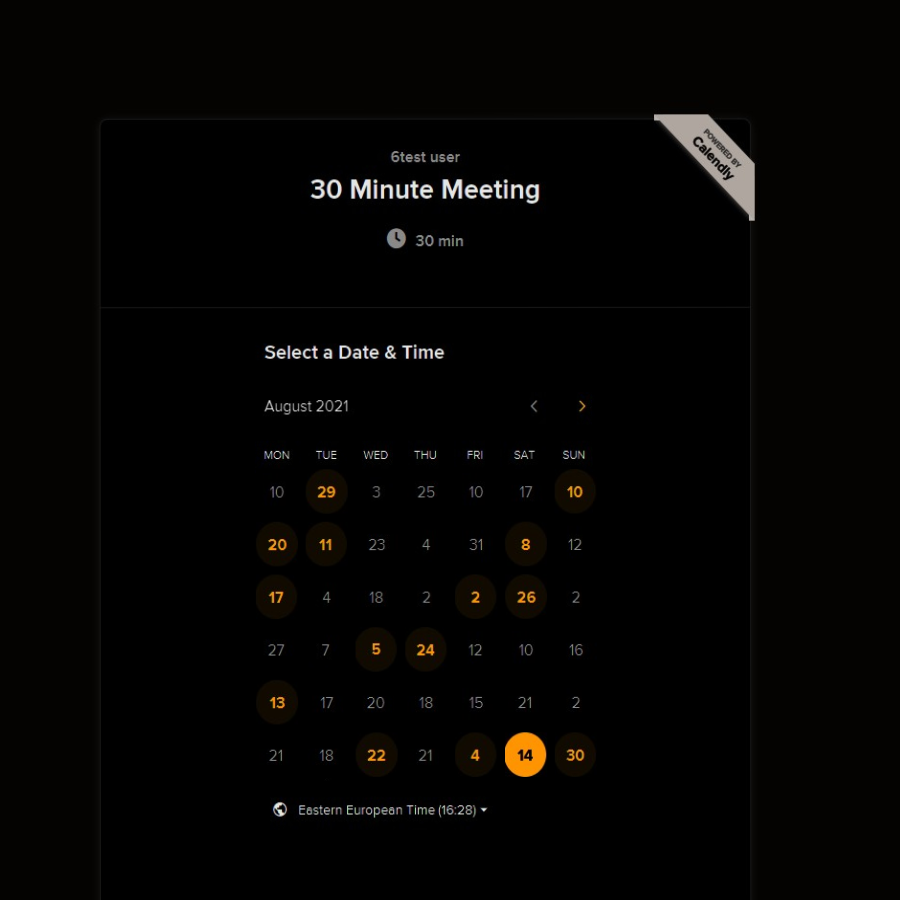 POWERED BY
Calendly
6test user
30 Minute Meeting
30 min
Select a Date & Time
August 2021
MON TUE WED THU FRI SAT SUN
10 29 3 25 10 17 10
20 11 23 4 31 8 12
17 4 18 2 2 26 2
27 7 5 24 12 10 16
13 17 20 18 15 21 2
21 18 22 21 4 14 30
Eastern European Time (16:28)